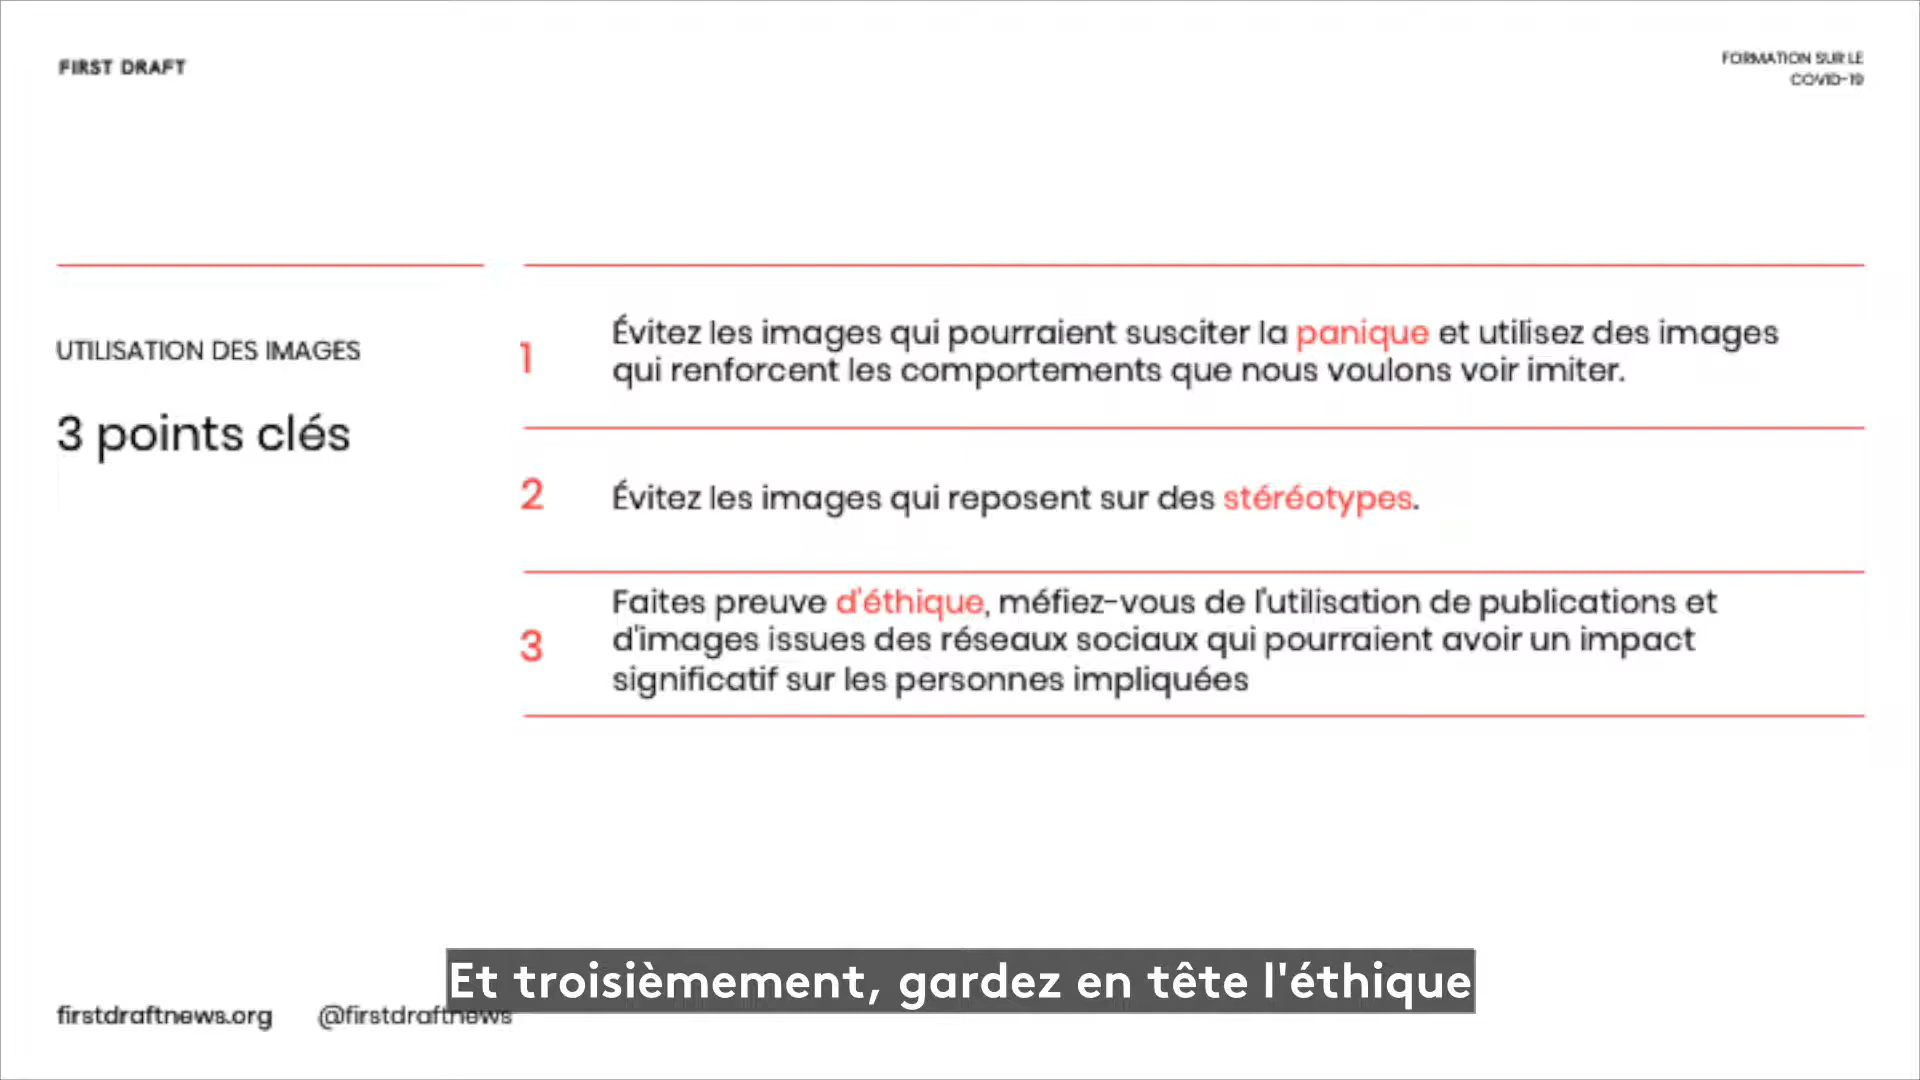 FIRST DRAFT
FORMATION SUR LE
COVID-19
UTILISATION DES IMAGES
3 points clés
1
Évitez les images qui pourraient susciter la panique et utilisez des images
qui renforcent les comportements que nous voulons voir imiter.
2
Évitez les images qui reposent sur des stéréotypes.
3
Faites preuve d'éthique, méfiez-vous de l'utilisation de publications et
d'images issues des réseaux sociaux qui pourraient avoir un impact
significatif sur les personnes impliquées
Et troisièmement, gardez en tête l'éthique
firstdraftnews.org @firstdraftnews